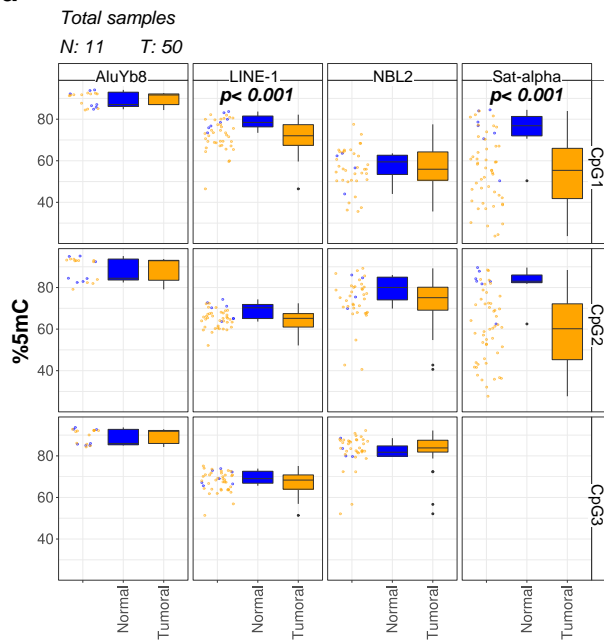 Total samples
N: 11 T: 50
AluYb8 LINE-1 NBL2 Sat-alpha
p< 0.001 p< 0.001
80
60
40
CpG1
80
60
40
CpG2
%5mC
80
60
40
CpG3
Normal Tumoral Normal Tumoral Normal Tumoral Normal Tumoral